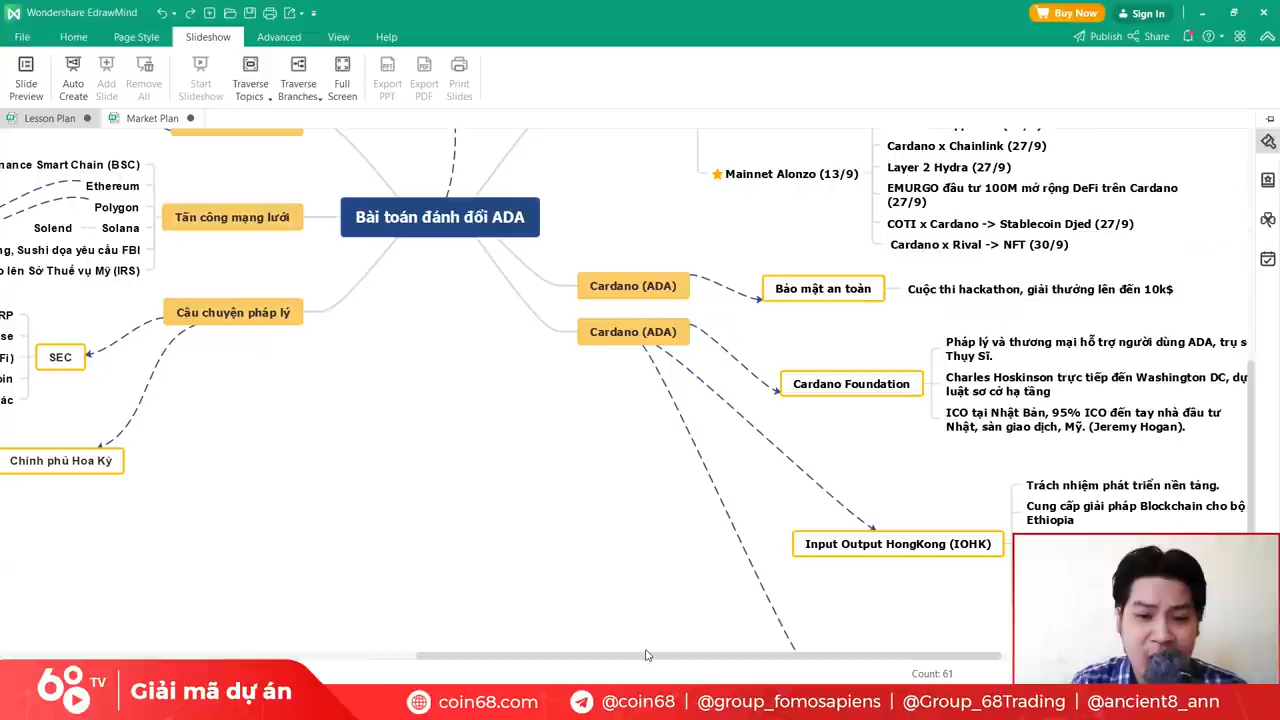 Wondershare EdrawMind
Buy Now
Sign In
File
Home
Page Style
Slideshow
Advanced
View
Help
Publish
Share
Slide Preview
Auto Create
Add Slide
Remove All
Start Slideshow
Traverse Topics
Traverse Branches
Full Screen
Export PPT
Export PDF
Print Slides
Lesson Plan
Market Plan
Cardano x Chainlink (27/9)
Layer 2 Hydra (27/9)
Mainnet Alonzo (13/9)
EMURGO đầu tư 100M mở rộng DeFi trên Cardano
(27/9)
COTI x Cardano -> Stablecoin Djed (27/9)
Cardano x Rival -> NFT (30/9)
nance Smart Chain (BSC)
Ethereum
Polygon
Solend
Solana
ng, Sushi dọa yêu cầu FBI
o lên Sở Thuế vụ Mỹ (IRS)
Tấn công mạng lưới
Bài toán đánh đổi ADA
Cardano (ADA)
Bảo mật an toàn
Cuộc thi hackathon, giải thưởng lên đến 10k$
Câu chuyện pháp lý
Cardano (ADA)
RP
se
Fi)
oin
ác
SEC
Chính phủ Hoa Kỳ
Cardano Foundation
Pháp lý và thương mại hỗ trợ người dùng ADA, trụ s
Thụy Sĩ.
Charles Hoskinson trực tiếp đến Washington DC, dự
luật sơ cở hạ tầng
ICO tại Nhật Bản, 95% ICO đến tay nhà đầu tư
Nhật, sàn giao dịch, Mỹ. (Jeremy Hogan).
Input Output HongKong (IOHK)
Trách nhiệm phát triển nền tảng.
Cung cấp giải pháp Blockchain cho bộ
Ethiopia
Count: 61
68 TV
Giải mã dự án
coin68.com
@coin68 | @group_fomosapiens | @Group_68Trading | @ancient8_ann